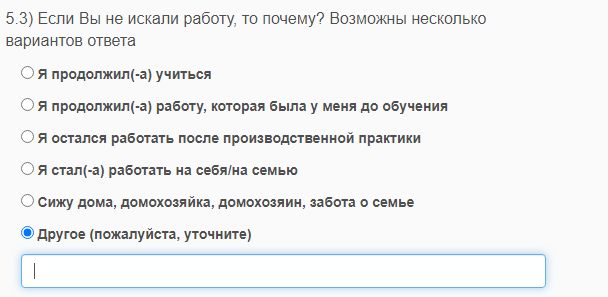 5.3) Если Вы не искали работу, то почему? Возможны несколько
вариантов ответа
Я продолжил(-а) учиться
Я продолжил(-а) работу, которая была у меня до обучения
Я остался работать после производственной практики
Я стал(-а) работать на себя/на семью
Сижу дома, домохозяйка, домохозяин, забота о семье
Другое (пожалуйста, уточните)